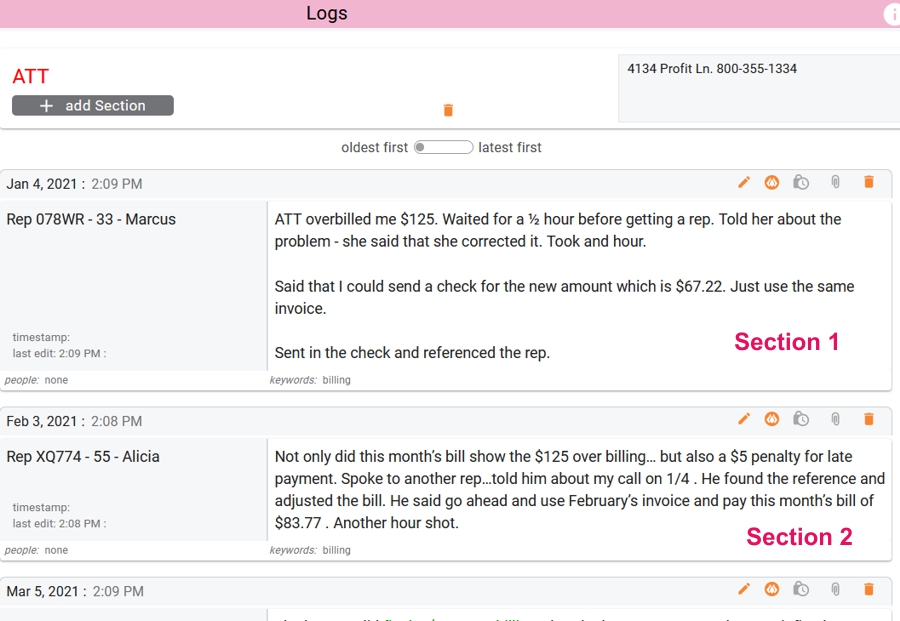 Logs
ATT
4134 Profit Ln. 800-355-1334
+ add Section
oldest first latest first
Jan 4, 2021 : 2:09 PM
Rep 078WR - 33 - Marcus
ATT overbilled me $125. Waited for a ½ hour before getting a rep. Told her about the
problem - she said that she corrected it. Took and hour.
Said that I could send a check for the new amount which is $67.22. Just use the same
invoice.
Sent in the check and referenced the rep.
Section 1
timestamp:
last edit: 2:09 PM :
people: none
keywords: billing
Feb 3, 2021 : 2:08 PM
Rep XQ774 - 55 - Alicia
Not only did this month’s bill show the $125 over billing… but also a $5 penalty for late
payment. Spoke to another rep…told him about my call on 1/4 . He found the reference and
adjusted the bill. He said go ahead and use February’s invoice and pay this month’s bill of
$83.77 . Another hour shot.
Section 2
timestamp:
last edit: 2:08 PM :
people: none
keywords: billing
Mar 5, 2021 : 2:09 PM